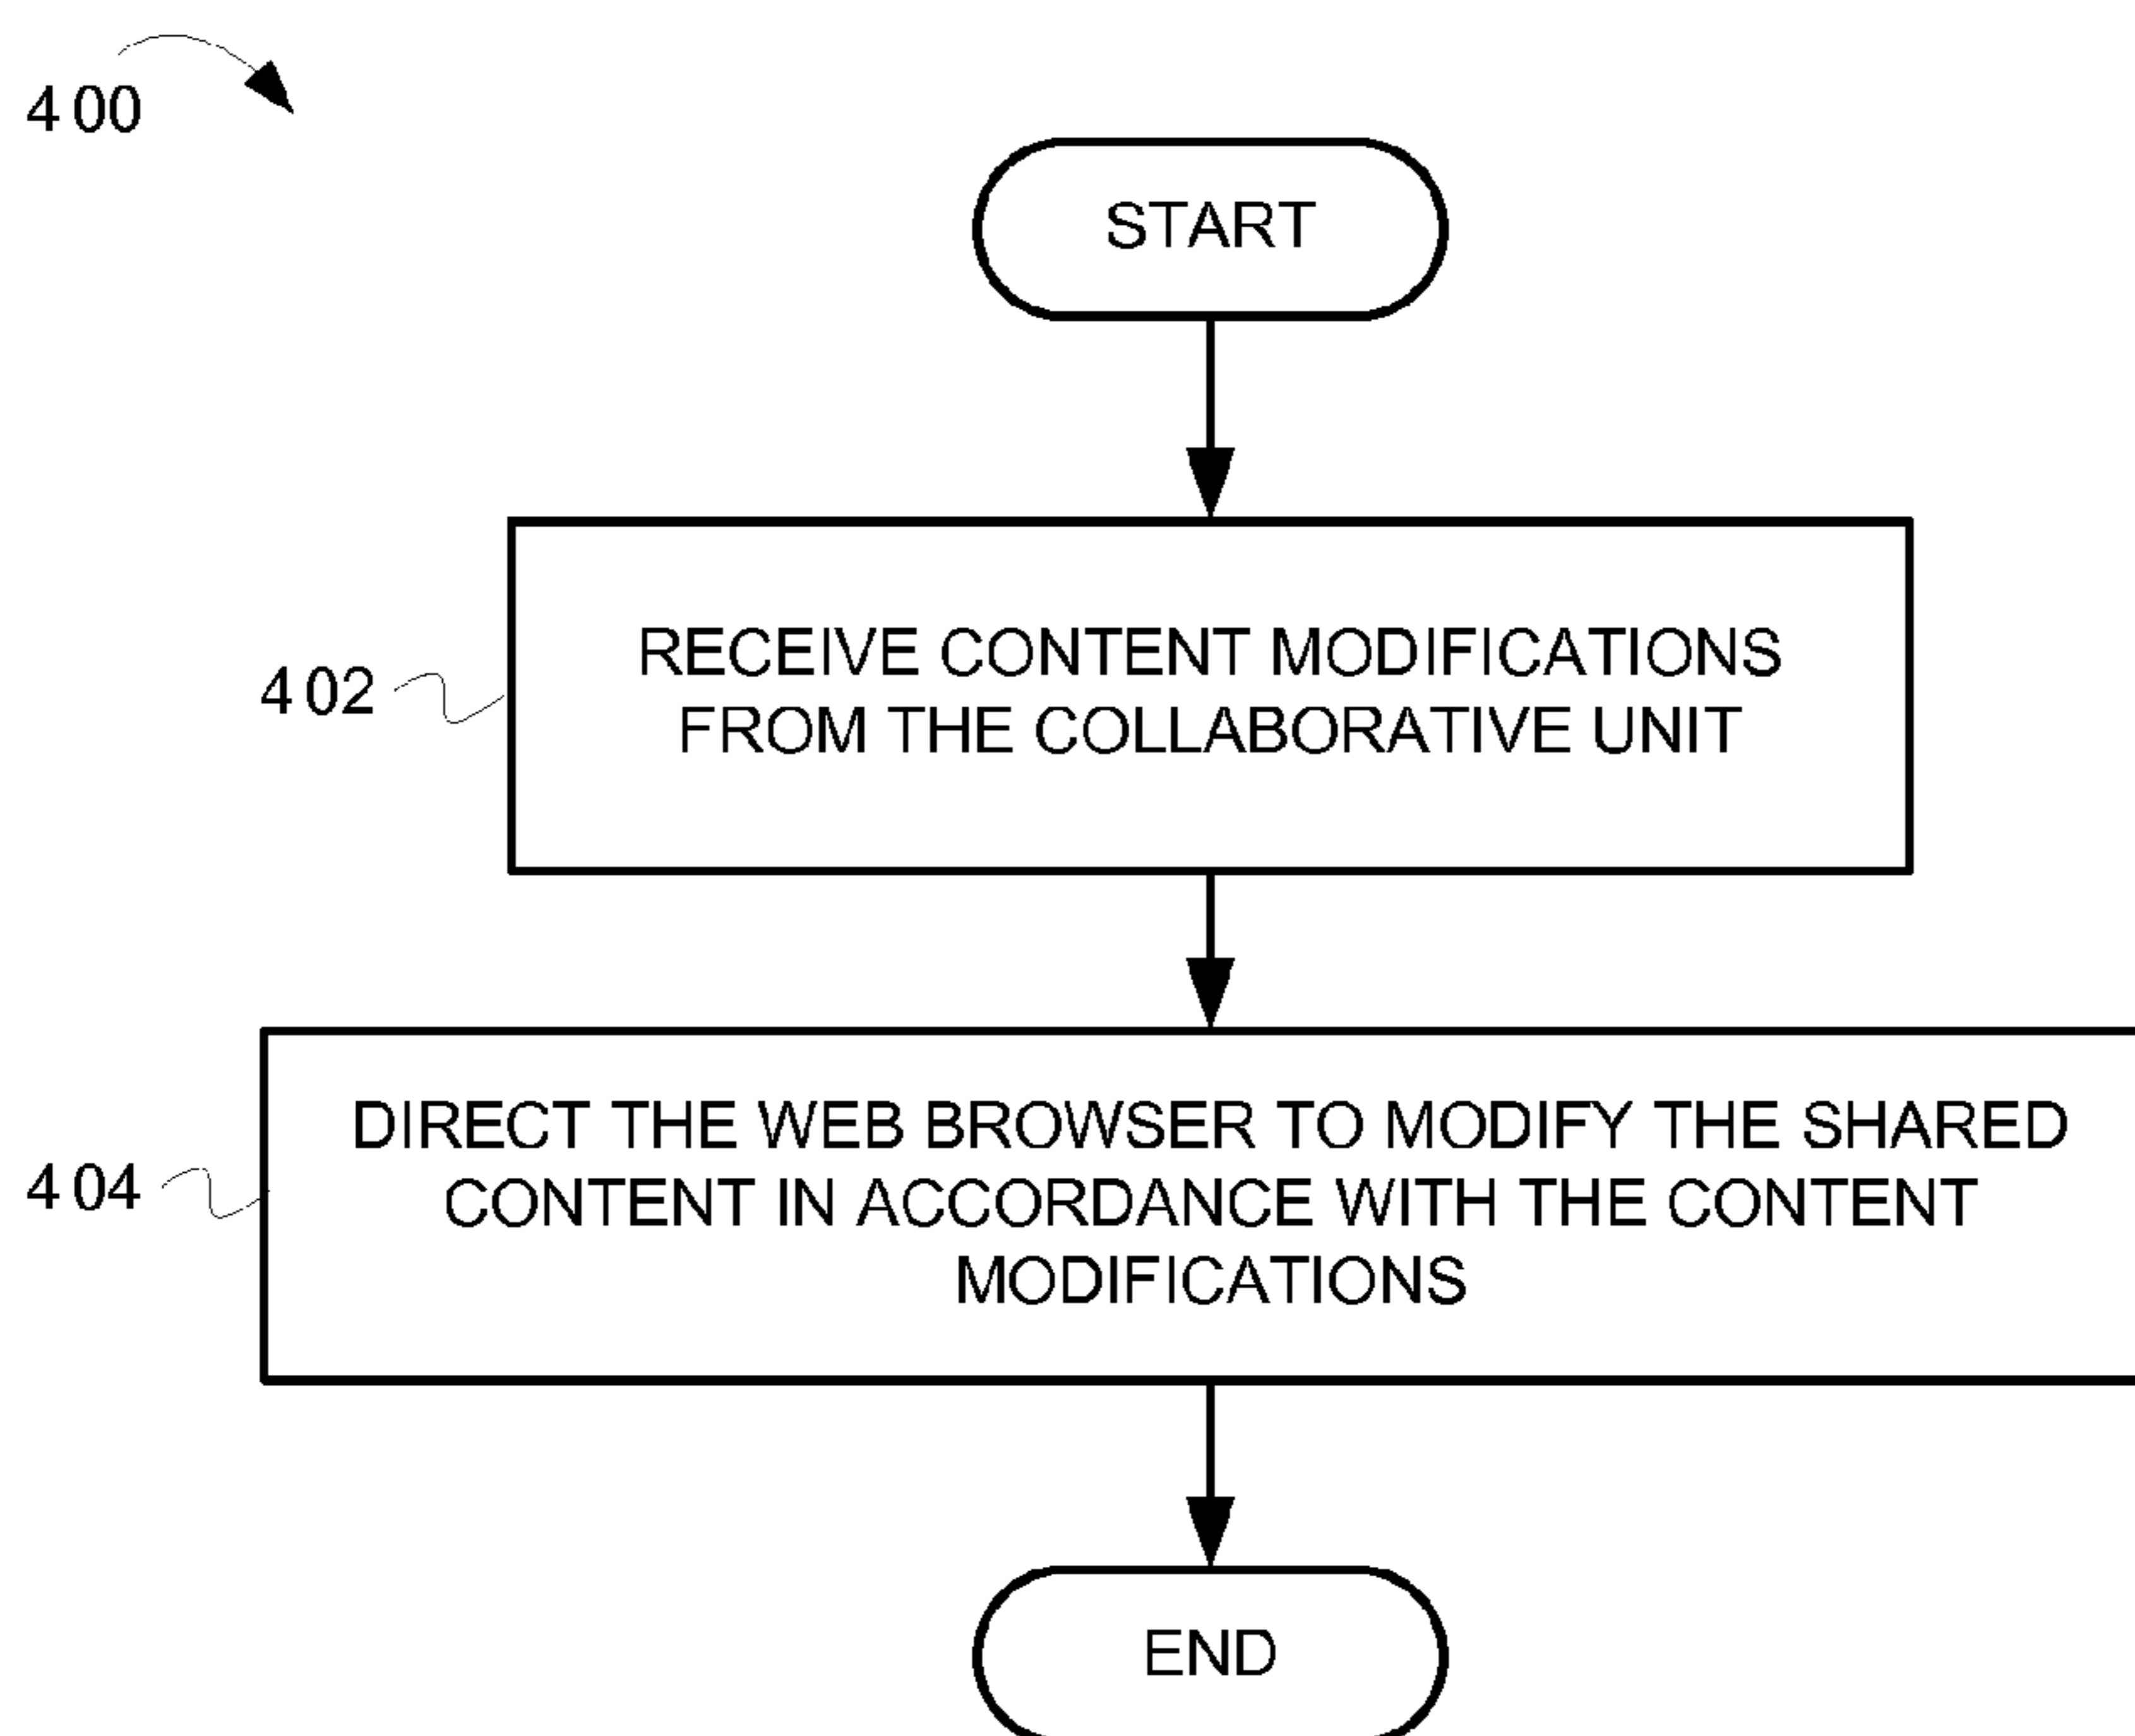 400
START
402
RECEIVE CONTENT MODIFICATIONS
FROM THE COLLABORATIVE UNIT
404
DIRECT THE WEB BROWSER TO MODIFY THE SHARED
CONTENT IN ACCORDANCE WITH THE CONTENT
MODIFICATIONS
END